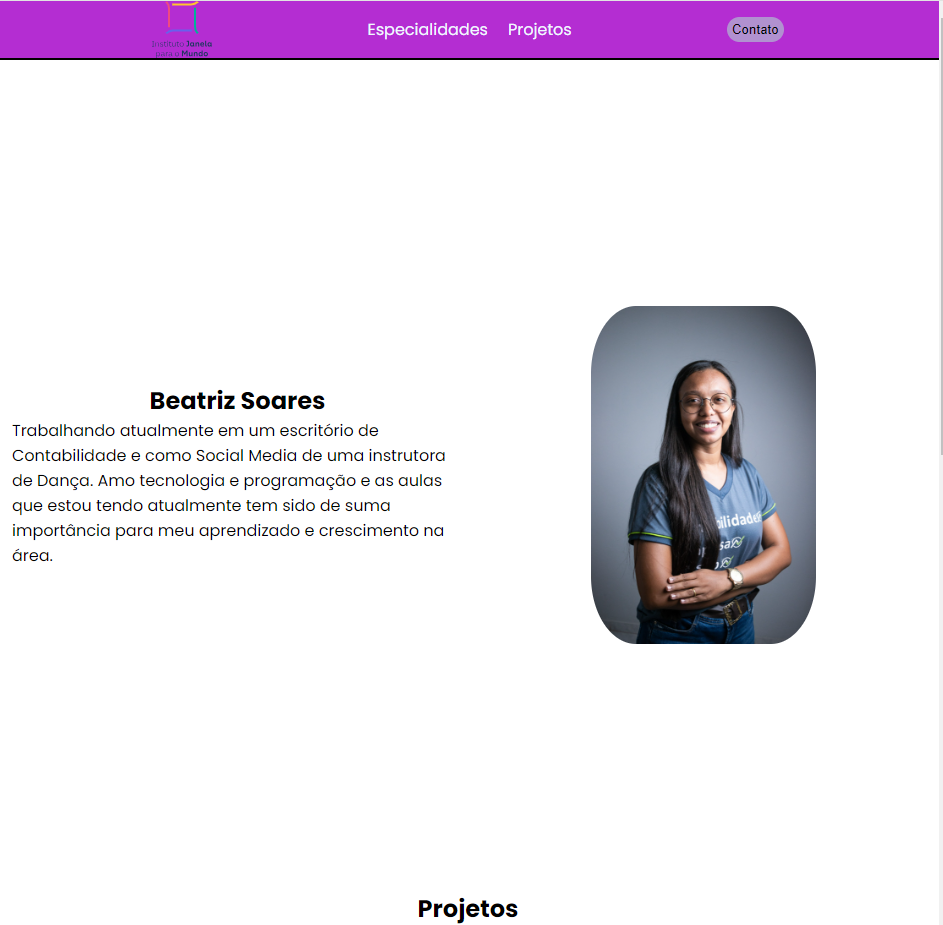 Instituto Janela
para o Mundo
Especialidades
Projetos
Contato
Beatriz Soares
Trabalhando atualmente em um escritório de
Contabilidade e como Social Media de uma instrutora
de Dança. Amo tecnologia e programação e as aulas
que estou tendo atualmente tem sido de suma
importância para meu aprendizado e crescimento na
área.
Projetos